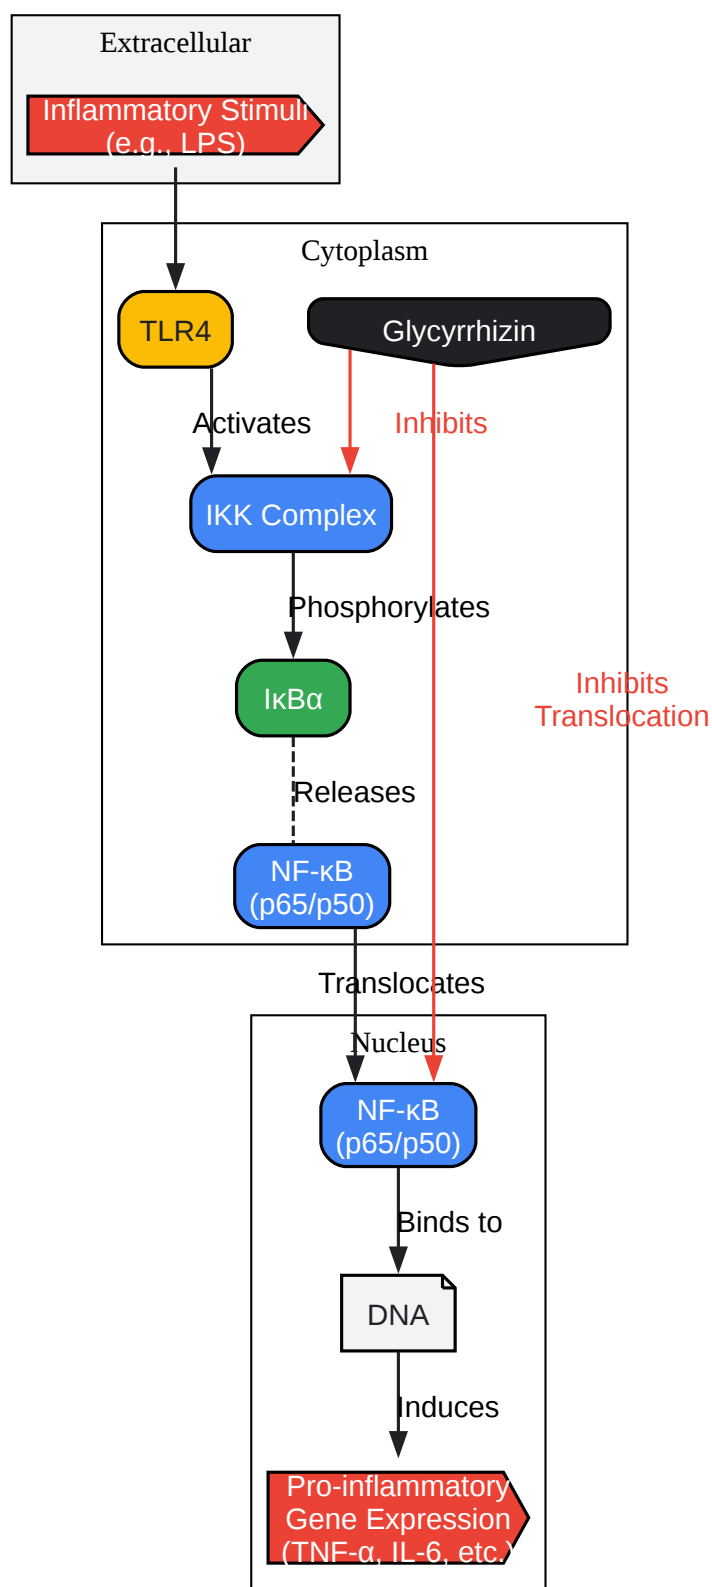 Extracellular
Inflammatory Stimuli
(e.g., LPS)
Cytoplasm
TLR4
Glycyrrhizin
Activates
Inhibits
IKK Complex
Phosphorylates
IκBα
Inhibits
Translocation
Releases
NF-κB
(p65/p50)
Translocates
Nucleus
NF-κB
(p65/p50)
Binds to
DNA
Induces
Pro-inflammatory
Gene Expression
(TNF-α, IL-6, etc.)